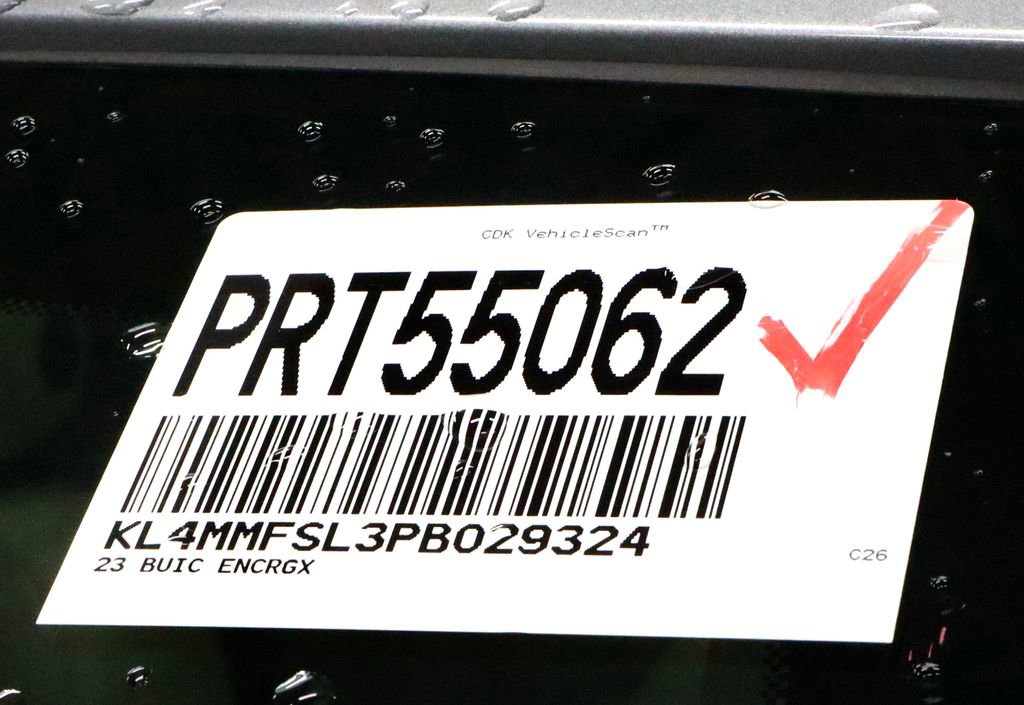 CDK VehicleScan™
PRT55062
KL4MMFSL3PB029324
23 BUIC ENCRGX
C26